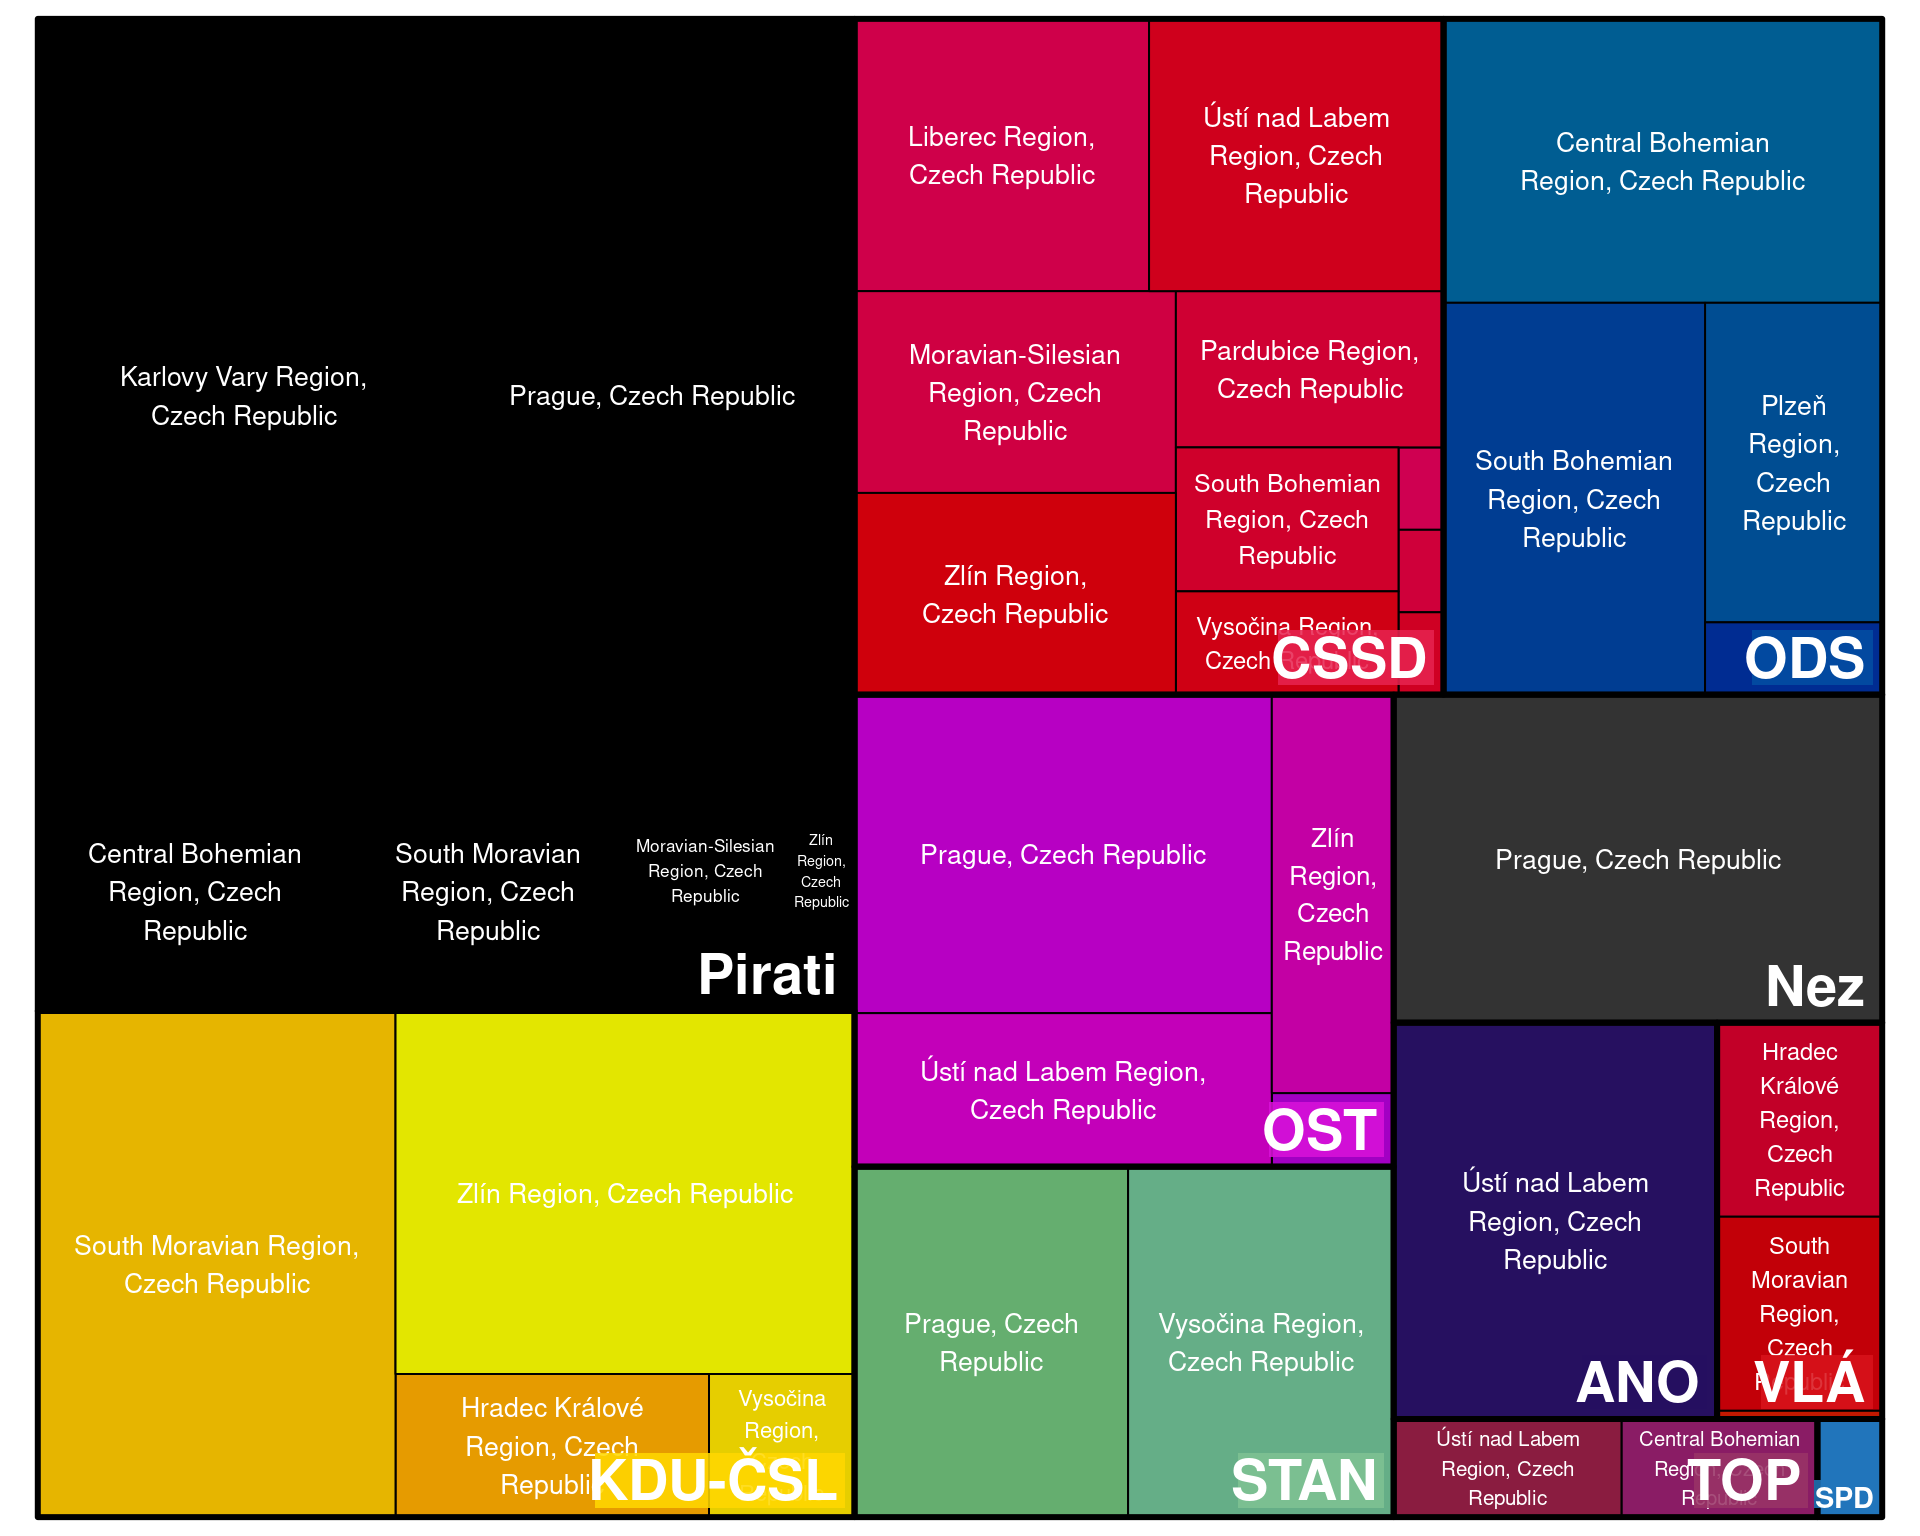 Karlovy Vary Region,
Czech Republic
Prague, Czech Republic
Central Bohemian
Region, Czech
Republic
South Moravian
Region, Czech
Republic
Moravian-Silesian
Region, Czech
Republic
Zlín
Region,
Czech
Republic
Pirati
Liberec Region,
Czech Republic
Ústí nad Labem
Region, Czech
Republic
Moravian-Silesian
Region, Czech
Republic
Pardubice Region,
Czech Republic
South Bohemian
Region, Czech
Republic
Zlín Region,
Czech Republic
Vysočina Region,
Czech Republic
CSSD
Central Bohemian
Region, Czech Republic
South Bohemian
Region, Czech
Republic
Plzeň
Region,
Czech
Republic
ODS
Prague, Czech Republic
Zlín
Region,
Czech
Republic
Ústí nad Labem Region,
Czech Republic
OST
Prague, Czech Republic
Nez
South Moravian Region,
Czech Republic
Zlín Region, Czech Republic
Hradec Králové
Region, Czech
Republic
Vysočina
Region,
KDU-ČSL
Prague, Czech
Republic
Vysočina Region,
Czech Republic
STAN
Ústí nad Labem
Region, Czech
Republic
ANO
Hradec
Králové
Region,
Czech
Republic
South
Moravian
Region,
Czech
Republic
VLÁ
Ústí nad Labem
Region, Czech
Republic
Central Bohemian
Region, Czech
Republic
TOP
SPD